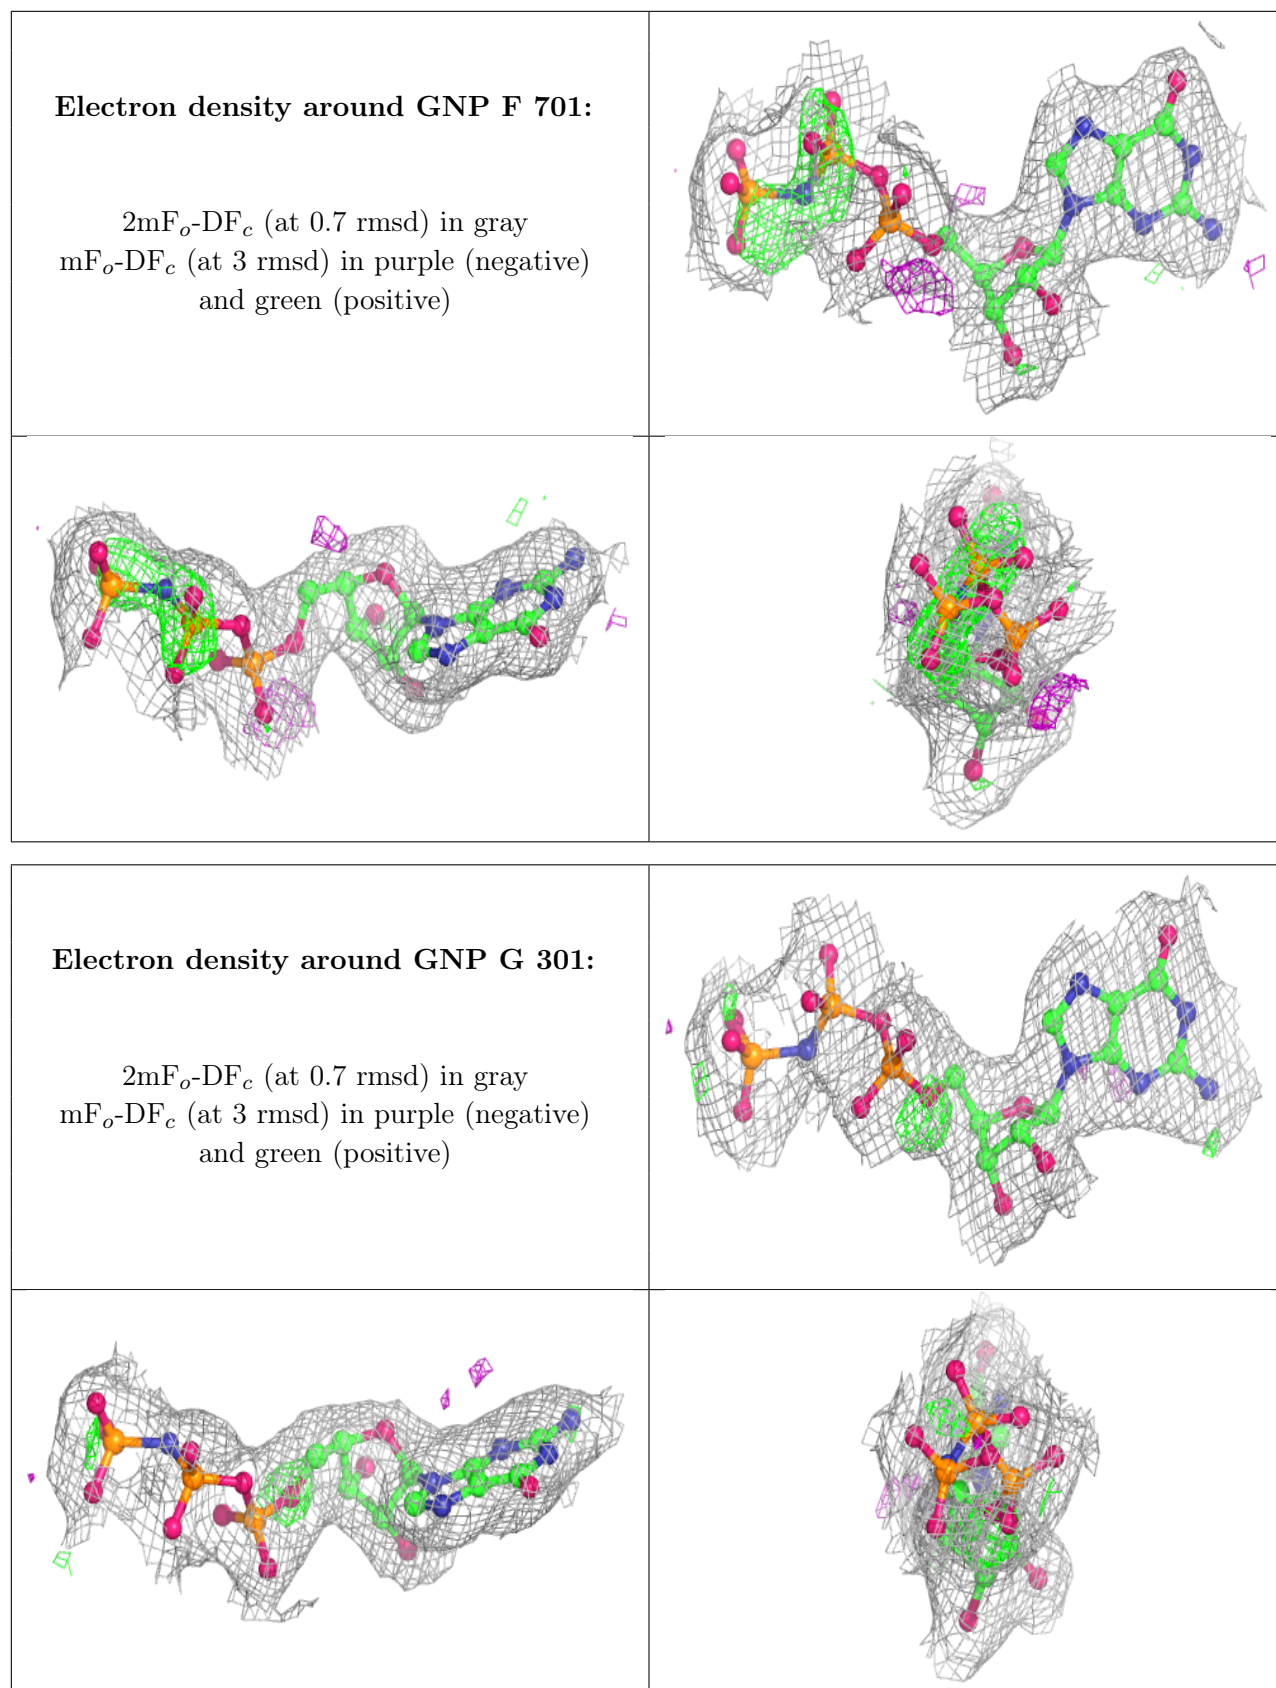 Electron density around GNP F 701:
2mFo-DFc (at 0.7 rmsd) in gray
mFo-DFc (at 3 rmsd) in purple (negative)
and green (positive)
Electron density around GNP G 301:
2mFo-DFc (at 0.7 rmsd) in gray
mFo-DFc (at 3 rmsd) in purple (negative)
and green (positive)